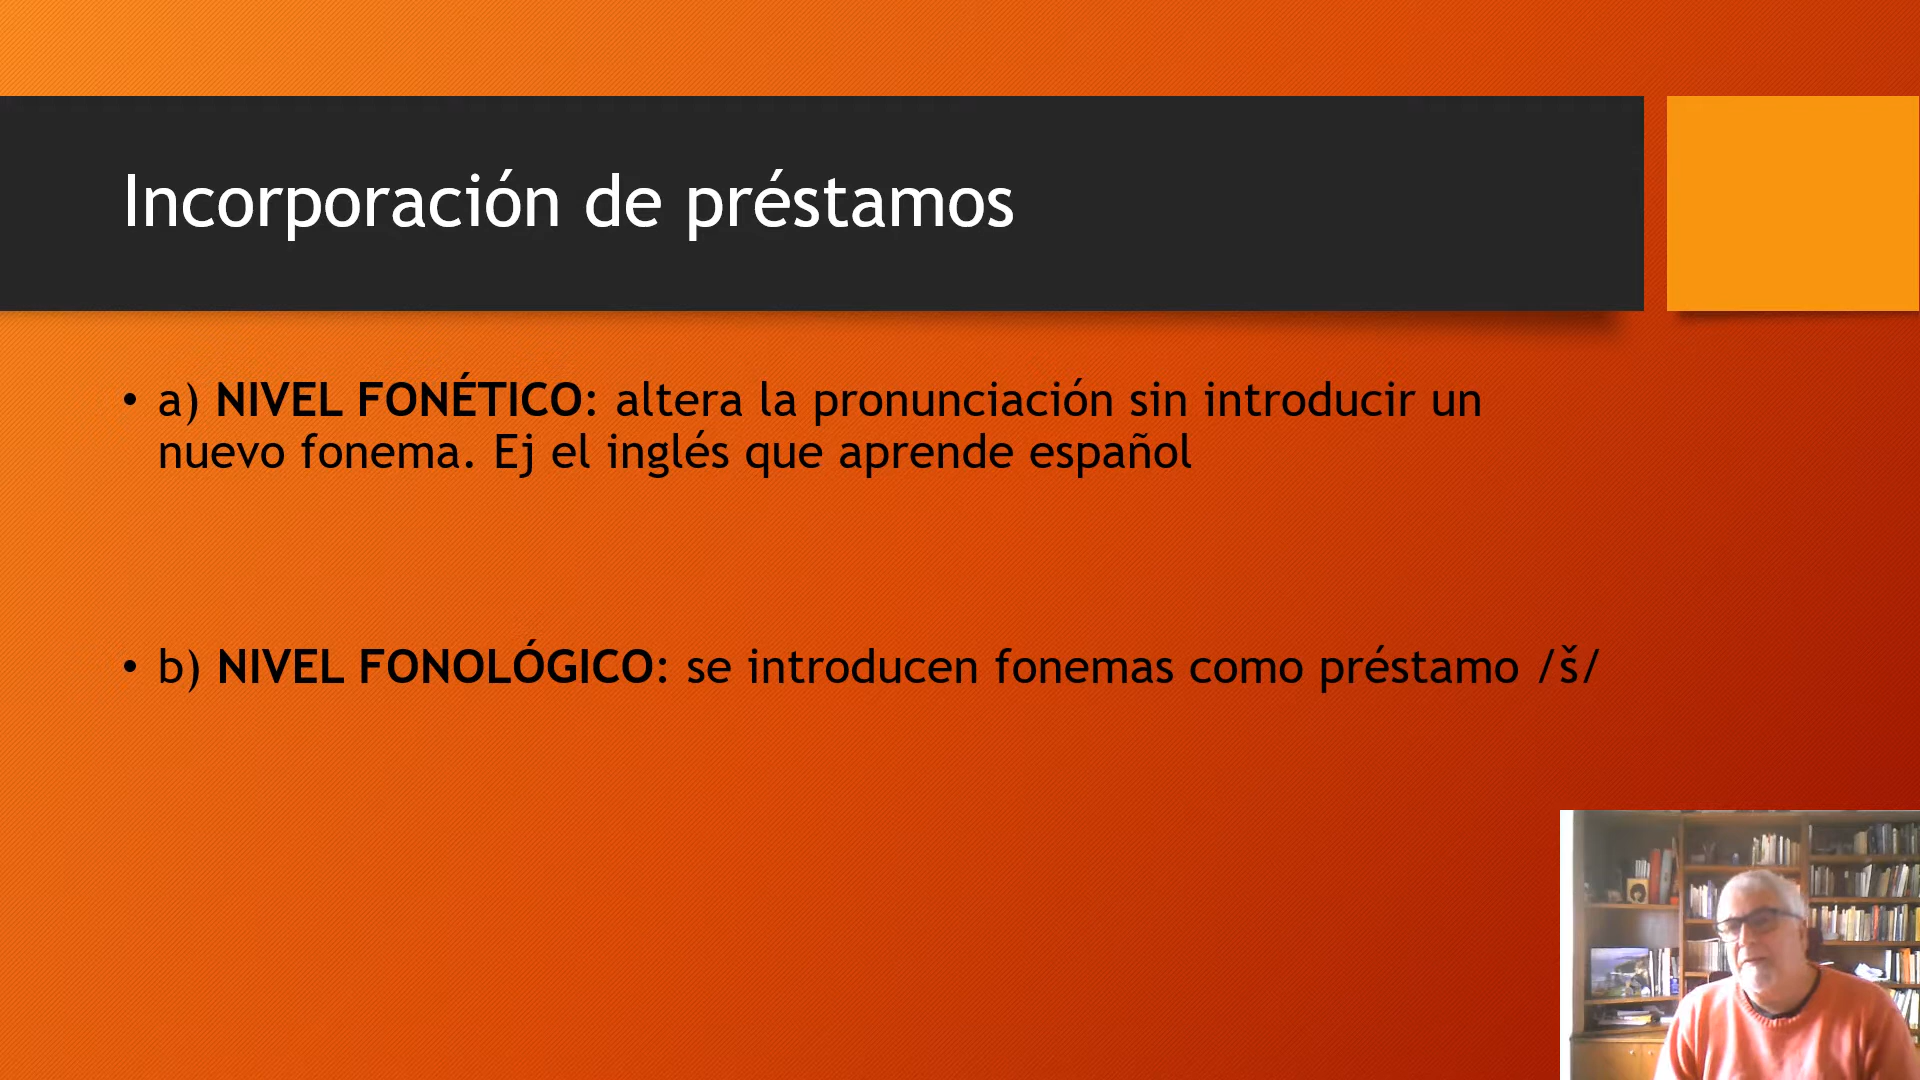 Incorporación de préstamos
• a) NIVEL FONÉTICO: altera la pronunciación sin introducir un
nuevo fonema. Ej el inglés que aprende español
• b) NIVEL FONOLÓGICO: se introducen fonemas como préstamo /š/